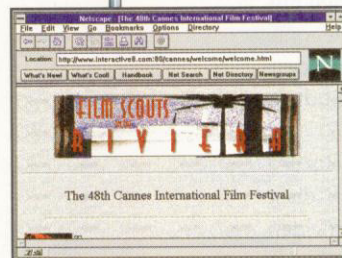 Netscape - [The 48th Cannes International Film Festival]
File Edit View Go Bookmarks Options Directory Help
Location: http://www.interactive8.com:80/cannes/welcome/welcome.html
What's New! What's Cool! Handbook Net Search Net Directory Newsgroups
N
FILM SCOUTS
RIVIERA
The 48th Cannes International Film Festival